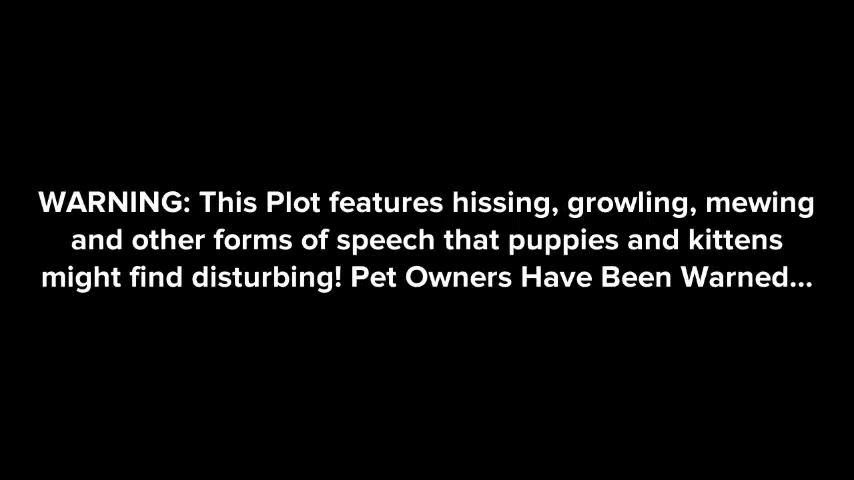 WARNING: This Plot features hissing, growling, mewing
and other forms of speech that puppies and kittens
might find disturbing! Pet Owners Have Been Warned...